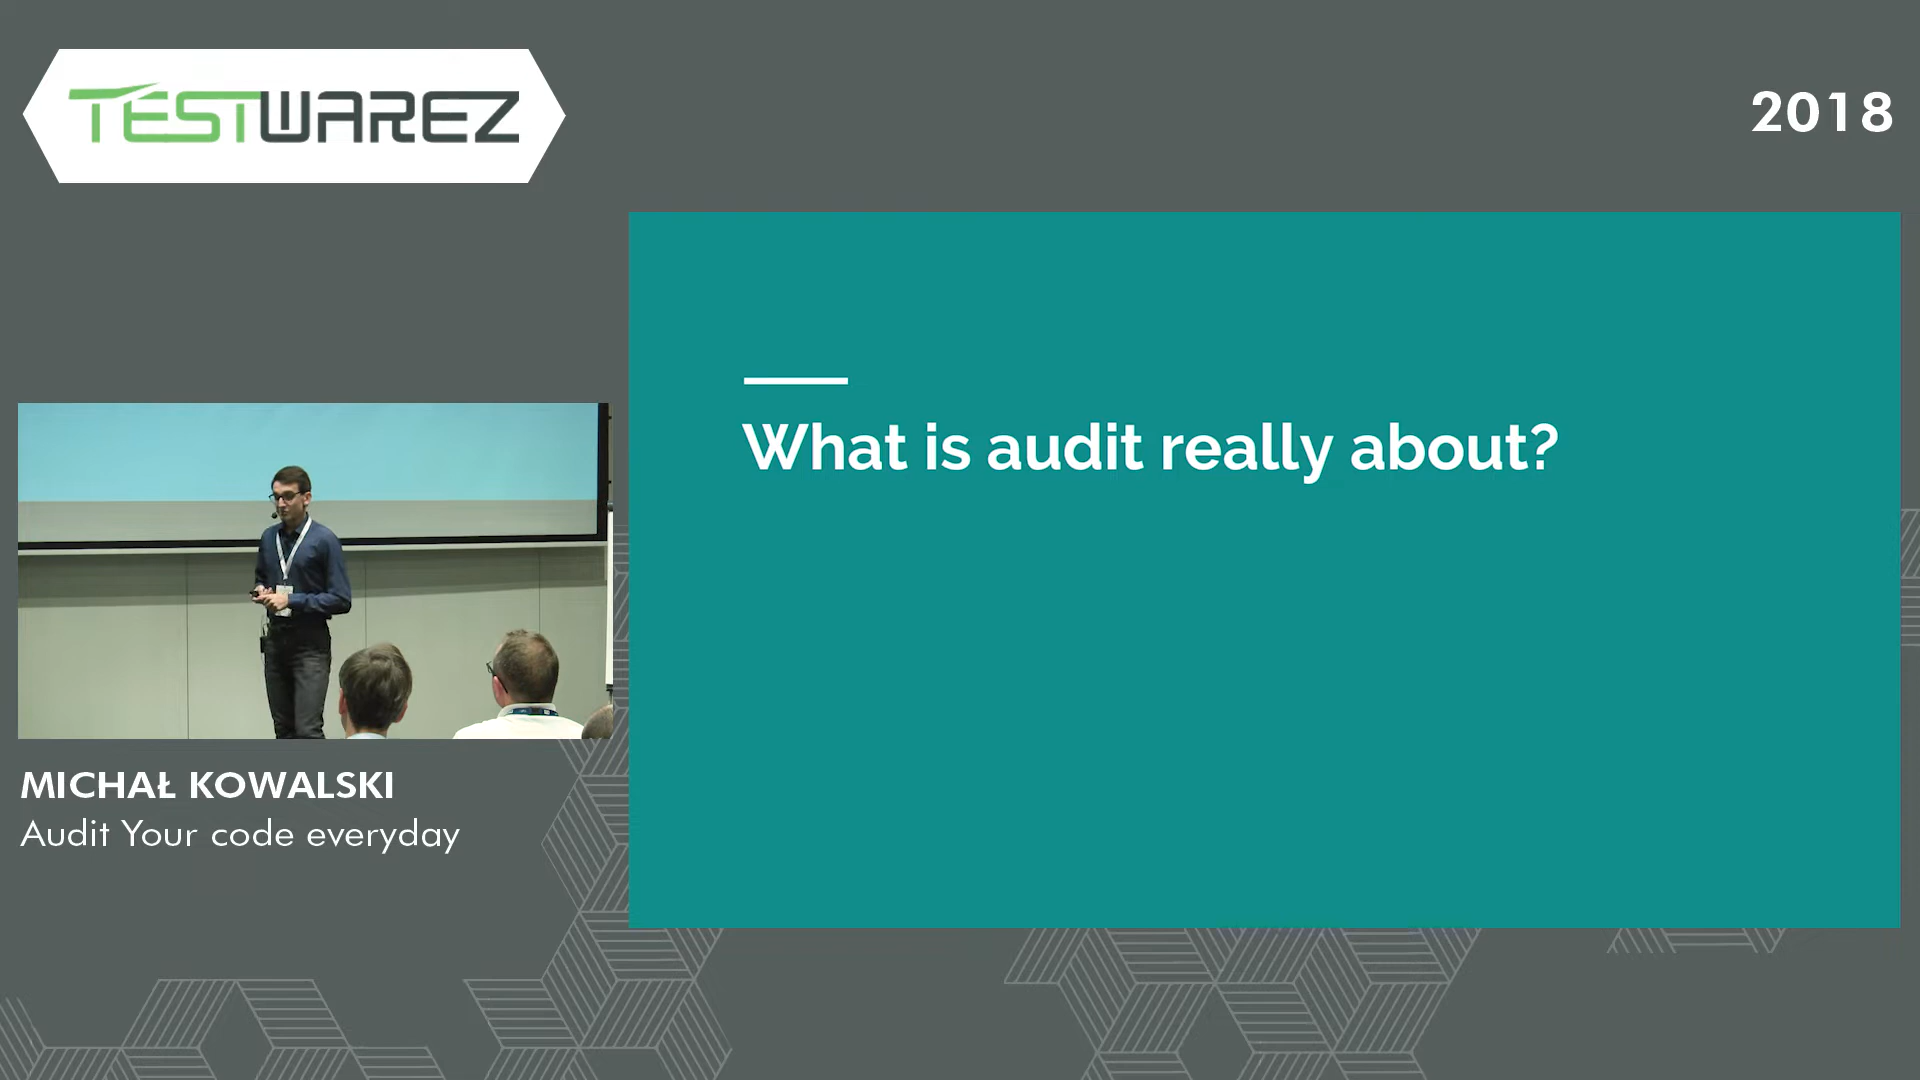 TESTWAREZ
2018
What is audit really about?
MICHAŁ KOWALSKI
Audit Your code everyday